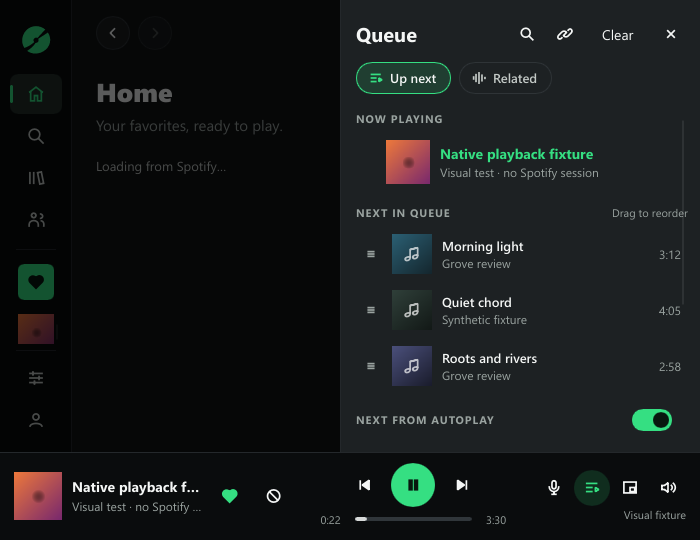 Home
Your favorites, ready to play.
Loading from Spotify...
Queue
Clear
Up next
Related
NOW PLAYING
Native playback fixture
Visual test · no Spotify session
NEXT IN QUEUE
Drag to reorder
Morning light
Grove review
3:12
Quiet chord
Synthetic fixture
4:05
Roots and rivers
Grove review
2:58
NEXT FROM AUTOPLAY
Native playback f...
Visual test · no Spotify ...
0:22
3:30
Visual fixture